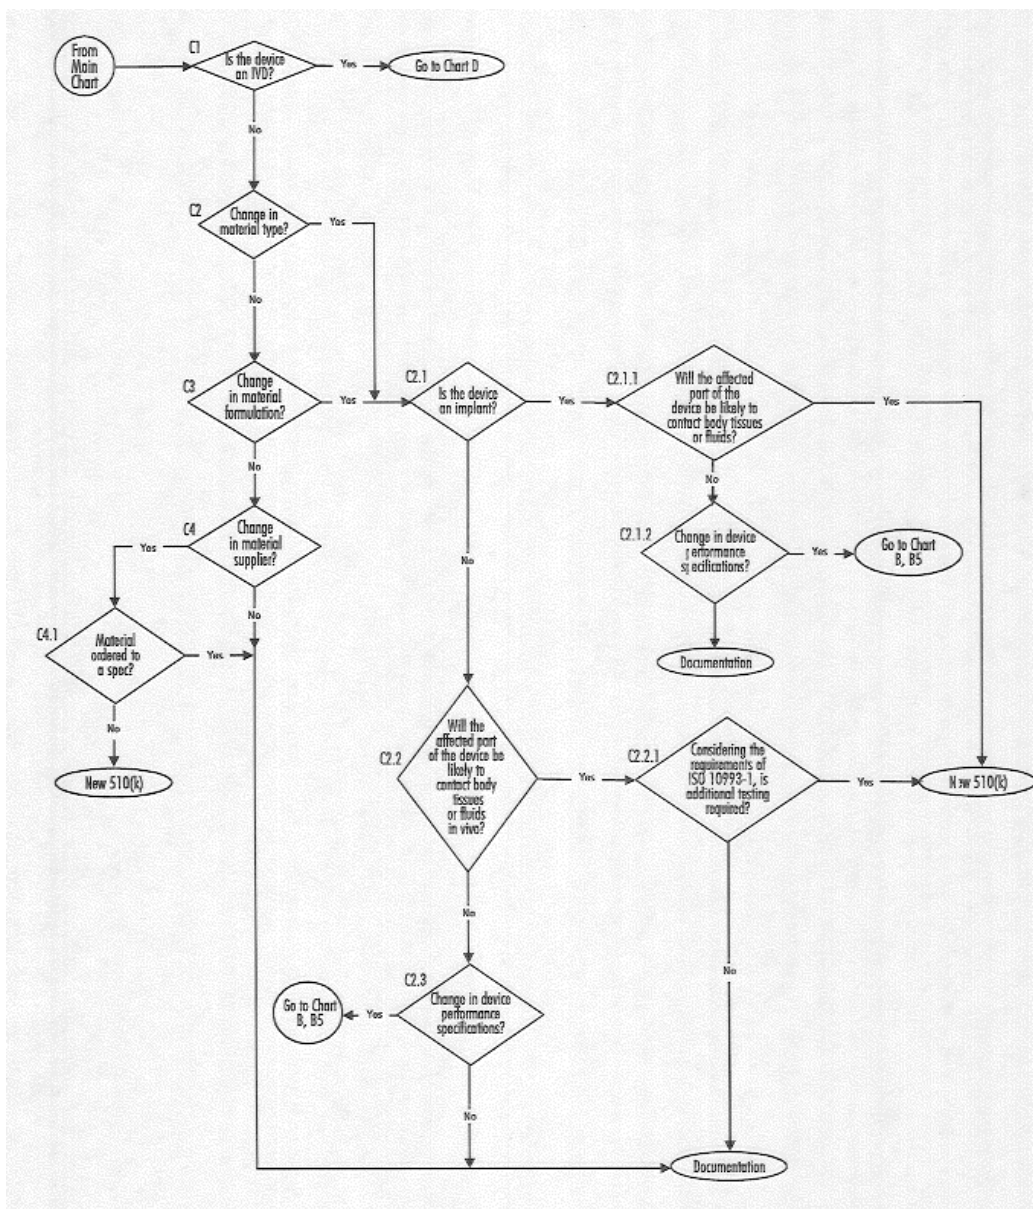 From
Main
Chart
C1
Is the device
an IVD?
Yes
Go to Chart D
No
C2
Change in
material type?
Yes
No
C3
Change
in material
formulation?
Yes
C2.1
Is the device
an implant?
Yes
C2.1.1
Will the affected
part of the
device be likely to
contact body tissues
or fluids?
Yes
No
No
C4
Change
in material
supplier?
Yes
No
C2.1.2
Change in device
performance
specifications?
Yes
Go to Chart
B, B5
No
C4.1
Material
ordered to
a spec?
Yes
Documentation
No
New 510(k)
C2.2
Will the
affected part
of the device be
likely to
contact body
tissues
or fluids
in vivo?
Yes
C2.2.1
Considering the
requirements of
ISO 10993-1, is
additional testing
required?
Yes
New 510(k)
No
No
C2.3
Change in device
performance
specifications?
Yes
Go to Chart
B, B5
No
Documentation